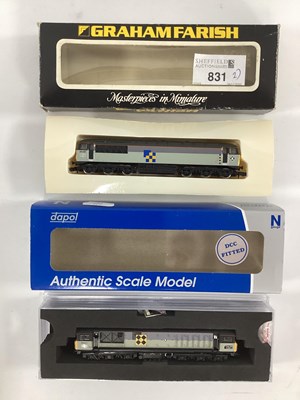 GRAHAM FARISH
SHEFFIELD
831
Masterpieces in Miniature
dapol
N
DCC
FITTED
Authentic Scale Model